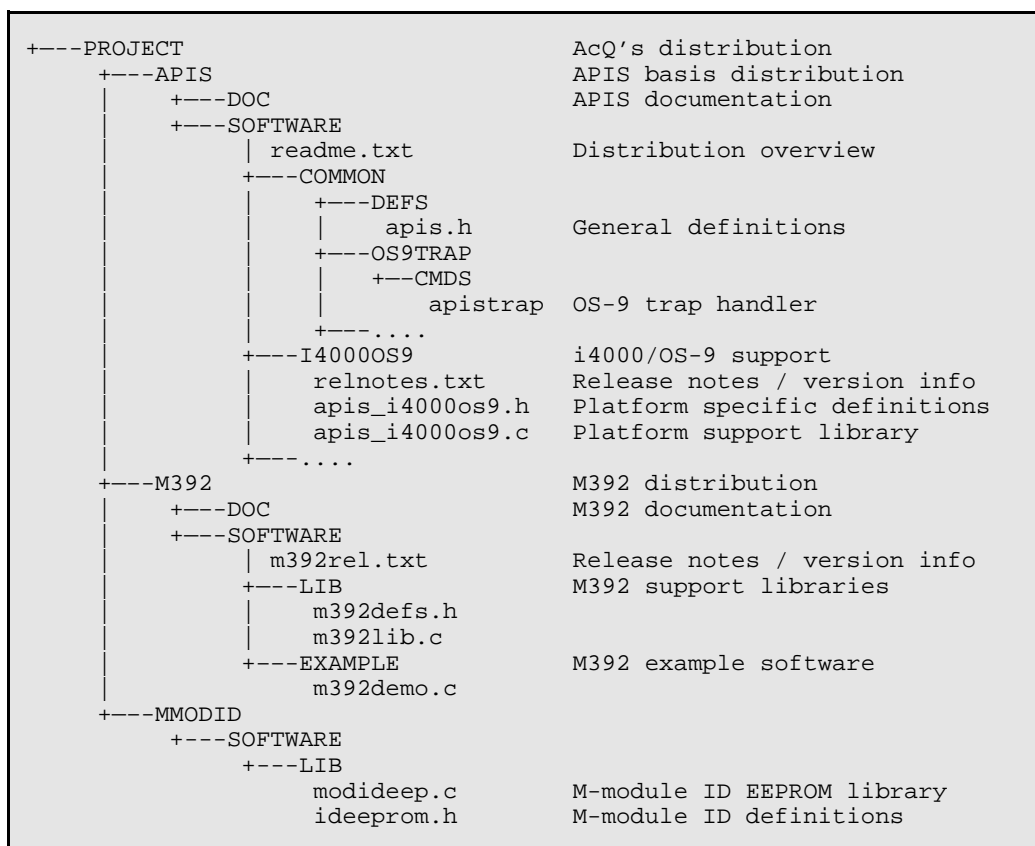 +---PROJECT                            AcQ's distribution
     +---APIS                          APIS basis distribution
     |    +---DOC                      APIS documentation
     |    +---SOFTWARE
     |         | readme.txt            Distribution overview
     |         +---COMMON
     |         |    +---DEFS
     |         |    |    apis.h        General definitions
     |         |    +---OS9TRAP
     |         |    |   +--CMDS
     |         |    |       apistrap  OS-9 trap handler
     |         |    +---....
     |         +---I4000OS9            i4000/OS-9 support
     |         |    relnotes.txt       Release notes / version info
     |         |    apis_i4000os9.h    Platform specific definitions
     |         |    apis_i4000os9.c    Platform support library
     |         +---....
     +---M392                          M392 distribution
     |    +---DOC                      M392 documentation
     |    +---SOFTWARE
     |         | m392rel.txt           Release notes / version info
     |         +---LIB                 M392 support libraries
     |         |    m392defs.h
     |         |    m392lib.c
     |         +---EXAMPLE             M392 example software
     |              m392demo.c
     +---MMODID
          +---SOFTWARE
               +---LIB
                    modideep.c         M-module ID EEPROM library
                    ideeprom.h         M-module ID definitions